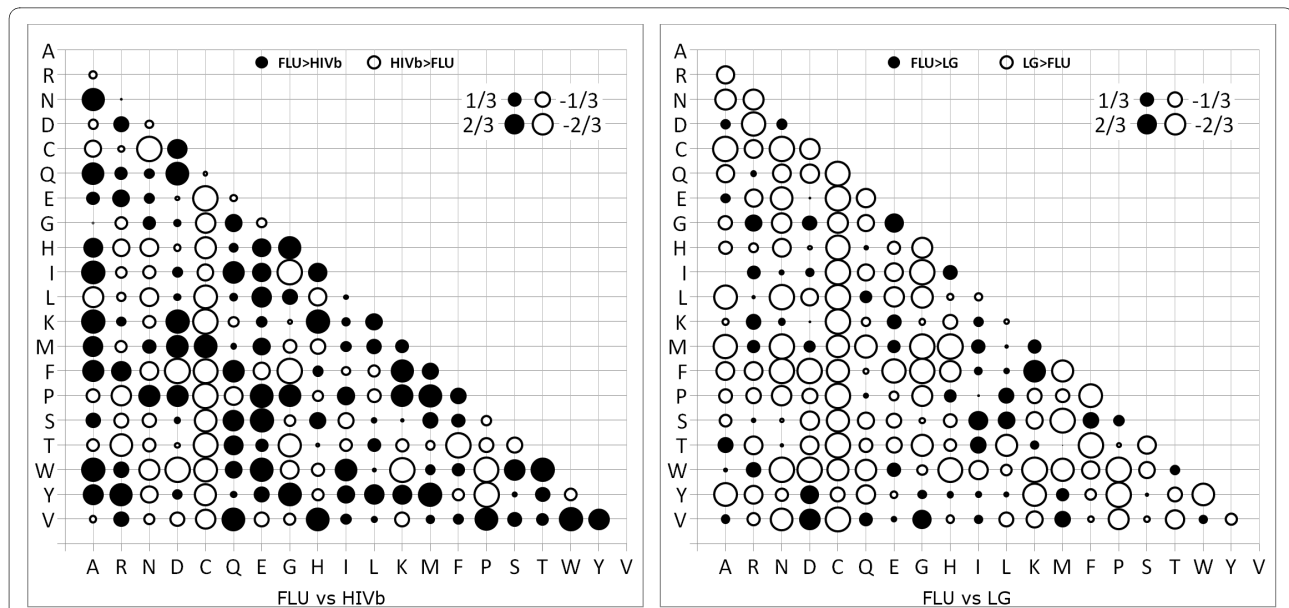 FLU>HIVb HIVb>FLU
1/3 -1/3
2/3 -2/3
A
R
N
D
C
Q
E
G
H
I
L
K
M
F
P
S
T
W
Y
V
A R N D C Q E G H I L K M F P S T W Y V
FLU vs HIVb
FLU>LG LG>FLU
1/3 -1/3
2/3 -2/3
A
R
N
D
C
Q
E
G
H
I
L
K
M
F
P
S
T
W
Y
V
A R N D C Q E G H I L K M F P S T W Y V
FLU vs LG